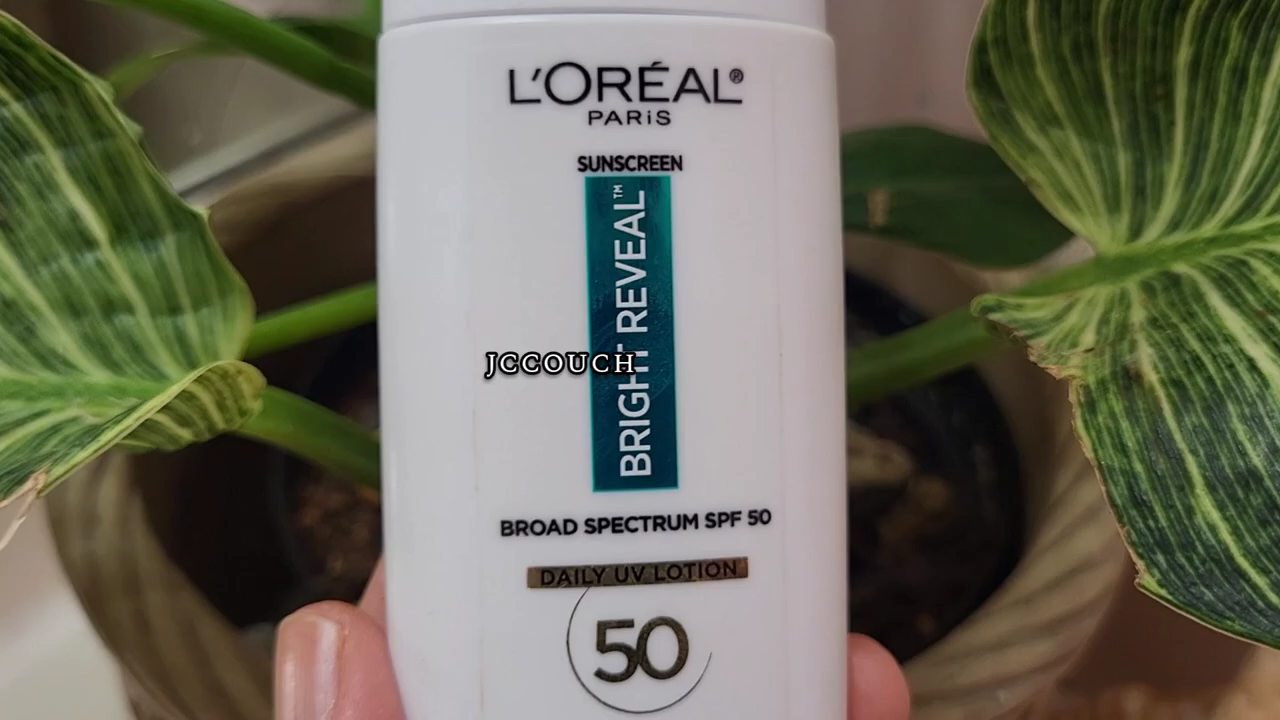 L'ORÉAL®
PARiS
SUNSCREEN
BRIGHT REVEAL™
JCCOUCH
BROAD SPECTRUM SPF 50
DAILY UV LOTION
50